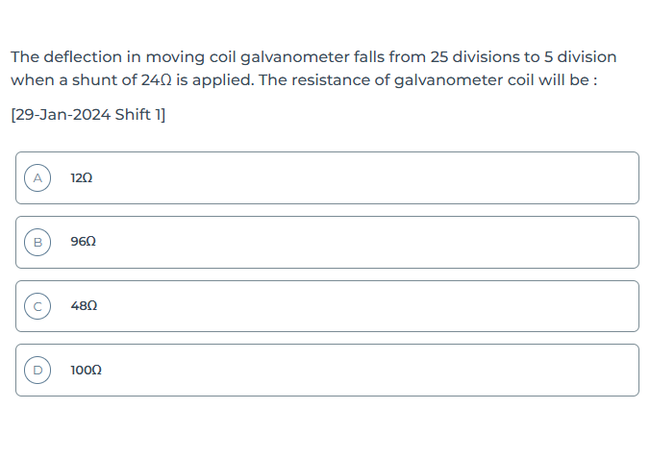 The deflection in moving coil galvanometer falls from 25 divisions to 5 division
when a shunt of 24Ω is applied. The resistance of galvanometer coil will be :
[29-Jan-2024 Shift 1]
A 12Ω
B 96Ω
C 48Ω
D 100Ω